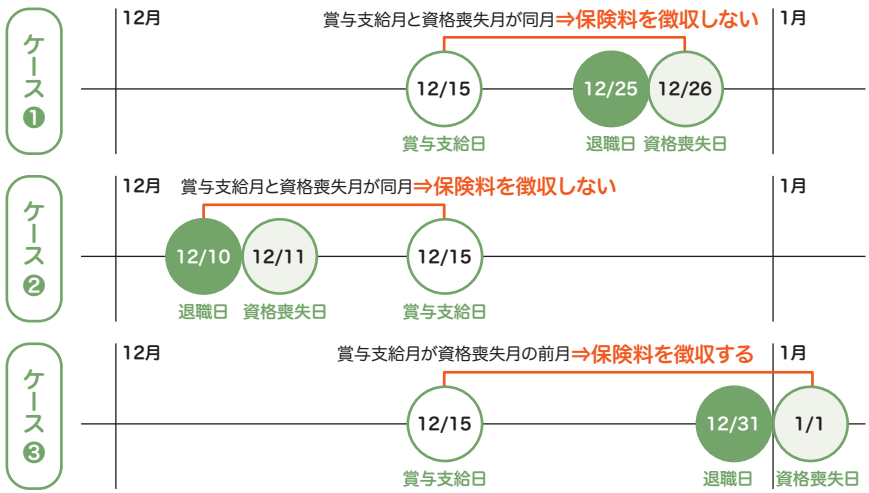 ケース❶
12月
賞与支給月と資格喪失月が同月⇒保険料を徴収しない
1月
12/15
12/25
12/26
賞与支給日
退職日
資格喪失日
ケース❷
12月
賞与支給月と資格喪失月が同月⇒保険料を徴収しない
1月
12/10
12/11
12/15
退職日
資格喪失日
賞与支給日
ケース❸
12月
賞与支給月が資格喪失月の前月⇒保険料を徴収する
1月
12/15
12/31
1/1
賞与支給日
退職日
資格喪失日